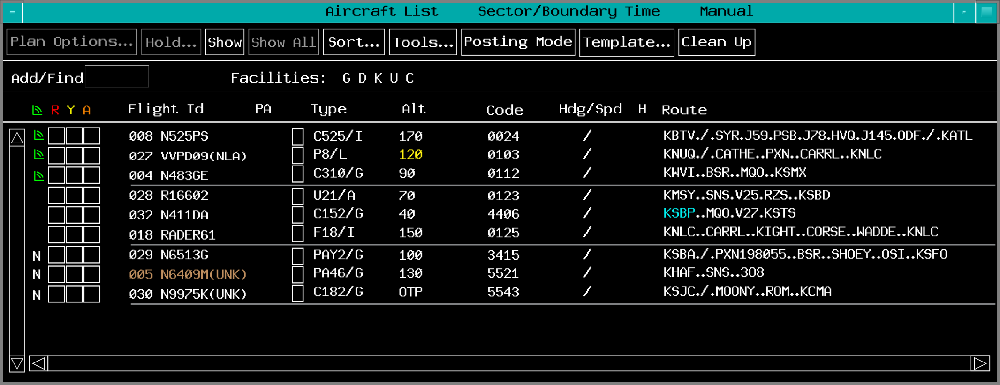 Aircraft List Sector/Boundary Time Manual
Plan Options... Hold... Show Show All Sort... Tools... Posting Mode Template... Clean Up
Add/Find Facilities: G D K U C
R Y A Flight Id PA Type Alt Code Hdg/Spd H Route
008 N525PS C525/I 170 0024 / KBTV./.SYR.J59.PSB.J78.HVQ.J145.ODF./.KATL
027 VVPD09(NLA) P8/L 120 0103 / KNUQ./.CATHE..PXN..CARRL..KNLC
004 N483GE C310/G 90 0112 / KWVI..BSR..MQO..KSMX
028 R16602 U21/A 70 0123 / KMSY..SNS.V25.RZS..KSBD
032 N411DA C152/G 40 4406 / KSBP..MQO.V27.KSTS
018 RADER61 F18/I 150 0125 / KNLC..CARRL..KIGHT..CORSE..WADDE..KNLC
N 029 N6513G PAY2/G 100 3415 / KSBA./.PXN198055..BSR..SHOEY..OSI..KSFO
N 005 N6409M(UNK) PA46/G 130 5521 / KHAF..SNS..3O8
N 030 N9975K(UNK) C182/G OTP 5543 / KSJC./.MOONY..ROM..KCMA